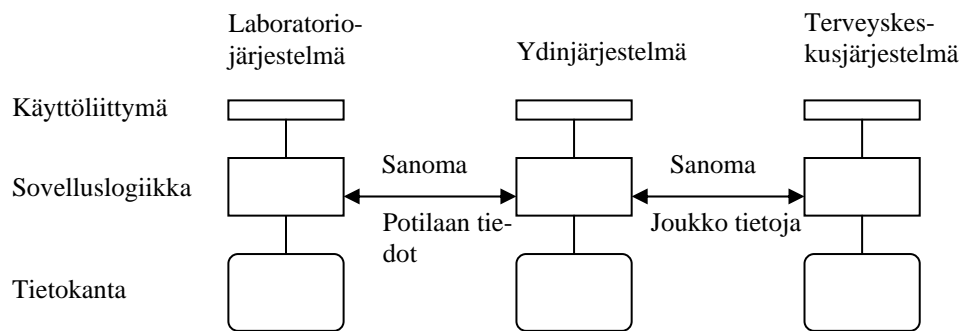 Laboratorio-
järjestelmä
Ydinjärjestelmä
Terveyskes-
kusjärjestelmä
Käyttöliittymä
Sovelluslogiikka
Sanoma
Potilaan tie-
dot
Sanoma
Joukko tietoja
Tietokanta